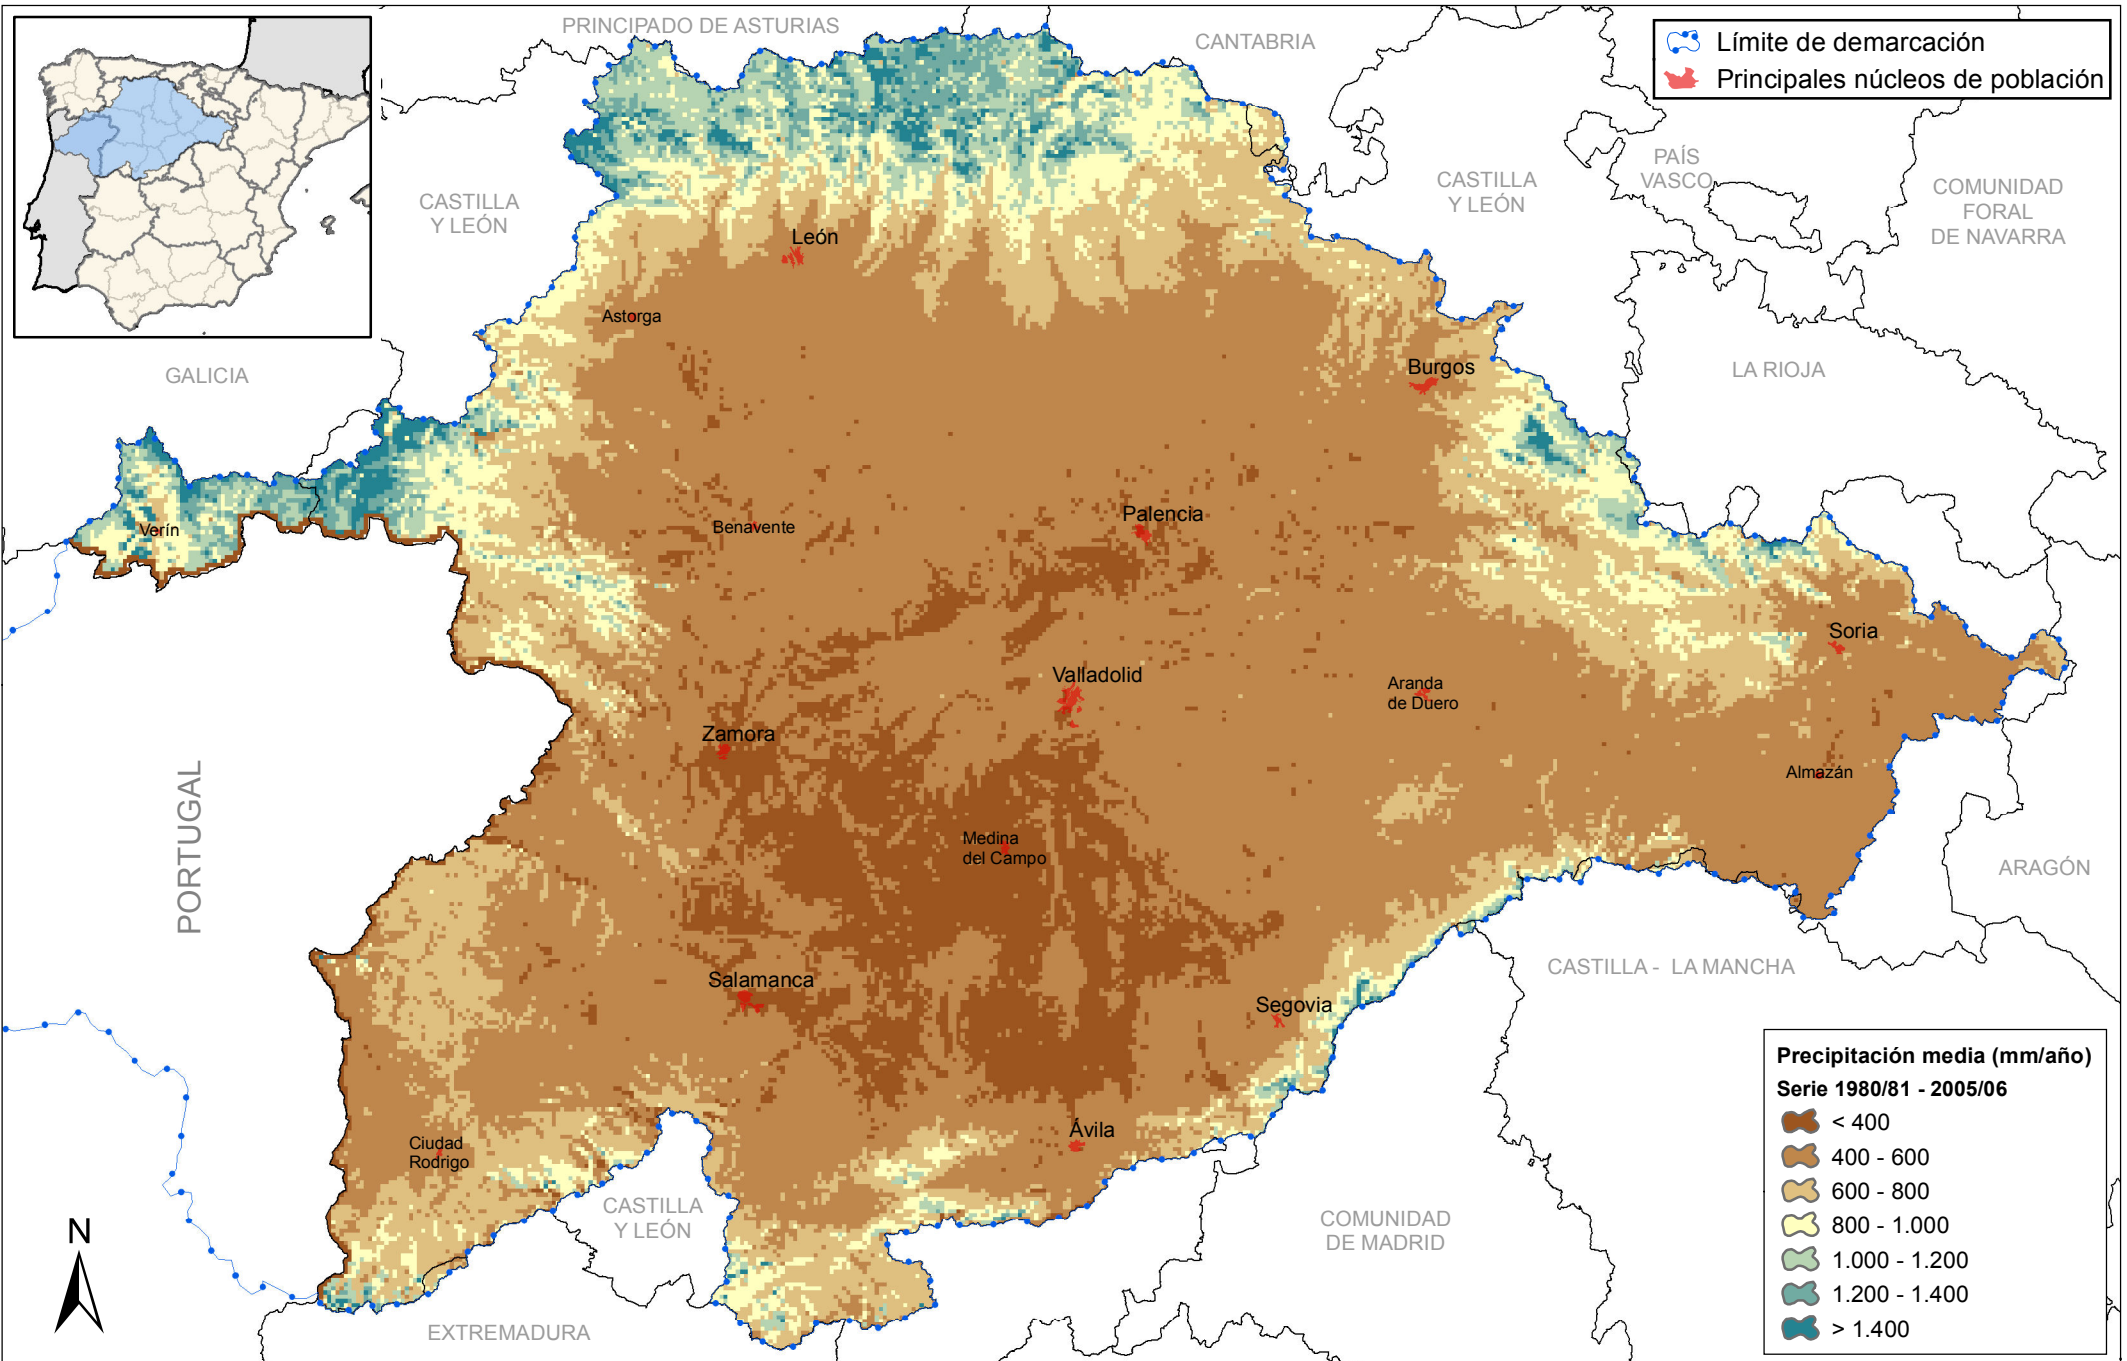 PRINCIPADO DE ASTURIAS
CANTABRIA
Límite de demarcación
Principales núcleos de población
PAÍS
VASCO
CASTILLA
Y LEÓN
COMUNIDAD
FORAL
DE NAVARRA
CASTILLA
Y LEÓN
León
Astorga
GALICIA
Burgos
LA RIOJA
Verín
Benavente
Palencia
Soria
Valladolid
Aranda
de Duero
Zamora
Almazán
PORTUGAL
Medina
del Campo
ARAGÓN
CASTILLA - LA MANCHA
Salamanca
Segovia
Ávila
Ciudad
Rodrigo
CASTILLA
Y LEÓN
COMUNIDAD
DE MADRID
EXTREMADURA
N
Precipitación media (mm/año)
Serie 1980/81 - 2005/06
< 400
400 - 600
600 - 800
800 - 1.000
1.000 - 1.200
1.200 - 1.400
> 1.400